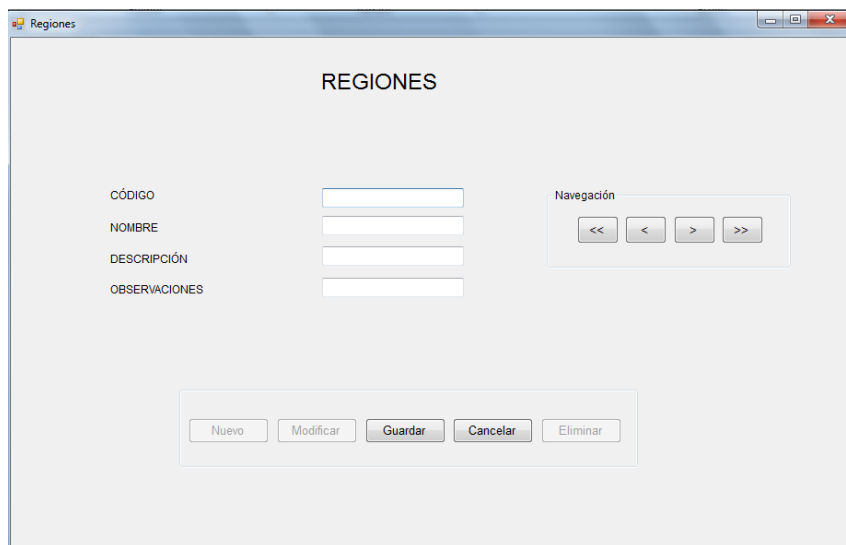 Regiones
REGIONES
CÓDIGO
NOMBRE
DESCRIPCIÓN
OBSERVACIONES
Navegación
<< < > >>
Nuevo Modificar Guardar Cancelar Eliminar